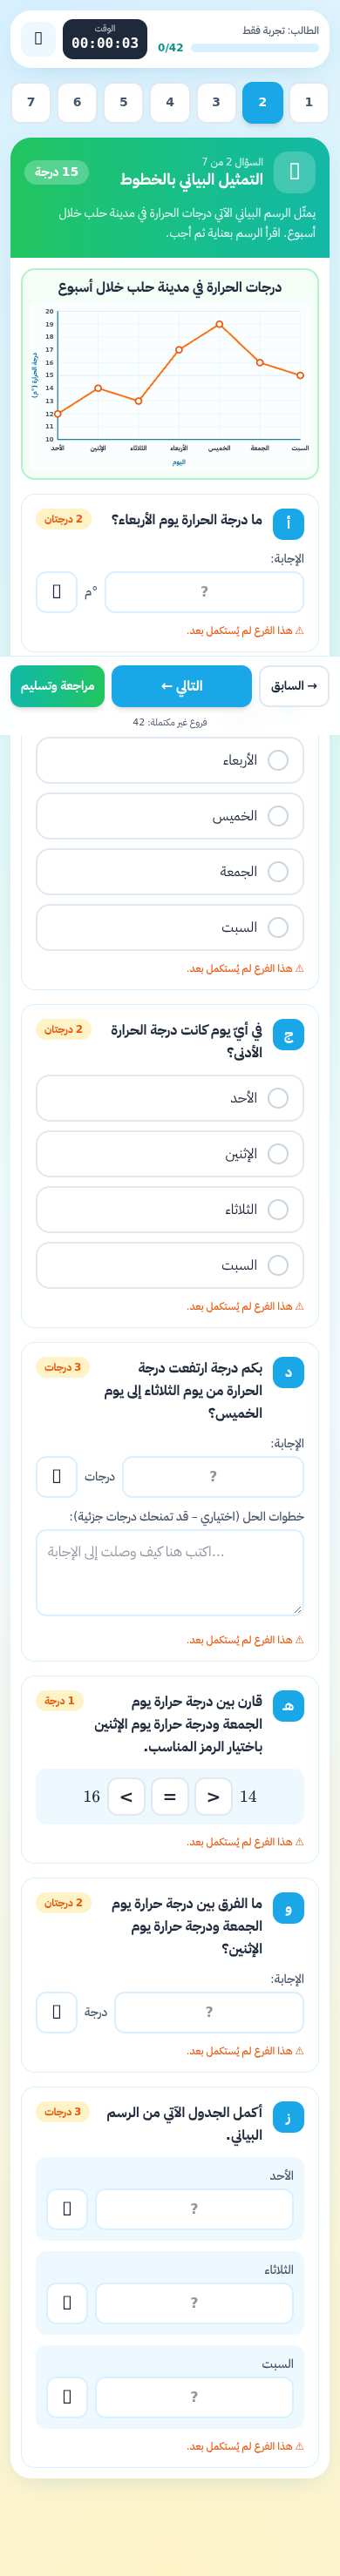 الطالب: تجربة فقط
0/42
الوقت
00:00:03
1
2
3
4
5
6
7
السؤال 2 من 7
التمثيل البياني بالخطوط
15 درجة
يمثّل الرسم البياني الآتي درجات الحرارة في مدينة حلب خلال
أسبوع. اقرأ الرسم بعناية ثم أجب.
درجات الحرارة في مدينة حلب خلال أسبوع
20
19
18
17
16
15
14
13
12
11
10
درجة الحرارة (°م)
الأحد
الإثنين
الثلاثاء
الأربعاء
الخميس
الجمعة
السبت
اليوم
أ
ما درجة الحرارة يوم الأربعاء؟
2 درجتان
الإجابة:
?
°م
⚠ هذا الفرع لم يُستكمل بعد.
→ السابق
التالي ←
مراجعة وتسليم
فروع غير مكتملة: 42
الأربعاء
الخميس
الجمعة
السبت
⚠ هذا الفرع لم يُستكمل بعد.
ج
في أيّ يوم كانت درجة الحرارة
الأدنى؟
2 درجتان
الأحد
الإثنين
الثلاثاء
السبت
⚠ هذا الفرع لم يُستكمل بعد.
د
بكم درجة ارتفعت درجة
الحرارة من يوم الثلاثاء إلى يوم
الخميس؟
3 درجات
الإجابة:
?
درجات
خطوات الحل (اختياري – قد تمنحك درجات جزئية):
اكتب هنا كيف وصلت إلى الإجابة...
⚠ هذا الفرع لم يُستكمل بعد.
هـ
قارن بين درجة حرارة يوم
الجمعة ودرجة حرارة يوم الإثنين
باختيار الرمز المناسب.
1 درجة
16 < = > 14
⚠ هذا الفرع لم يُستكمل بعد.
و
ما الفرق بين درجة حرارة يوم
الجمعة ودرجة حرارة يوم
الإثنين؟
2 درجتان
الإجابة:
?
درجة
⚠ هذا الفرع لم يُستكمل بعد.
ز
أكمل الجدول الآتي من الرسم
البياني.
3 درجات
الأحد
?
الثلاثاء
?
السبت
?
⚠ هذا الفرع لم يُستكمل بعد.